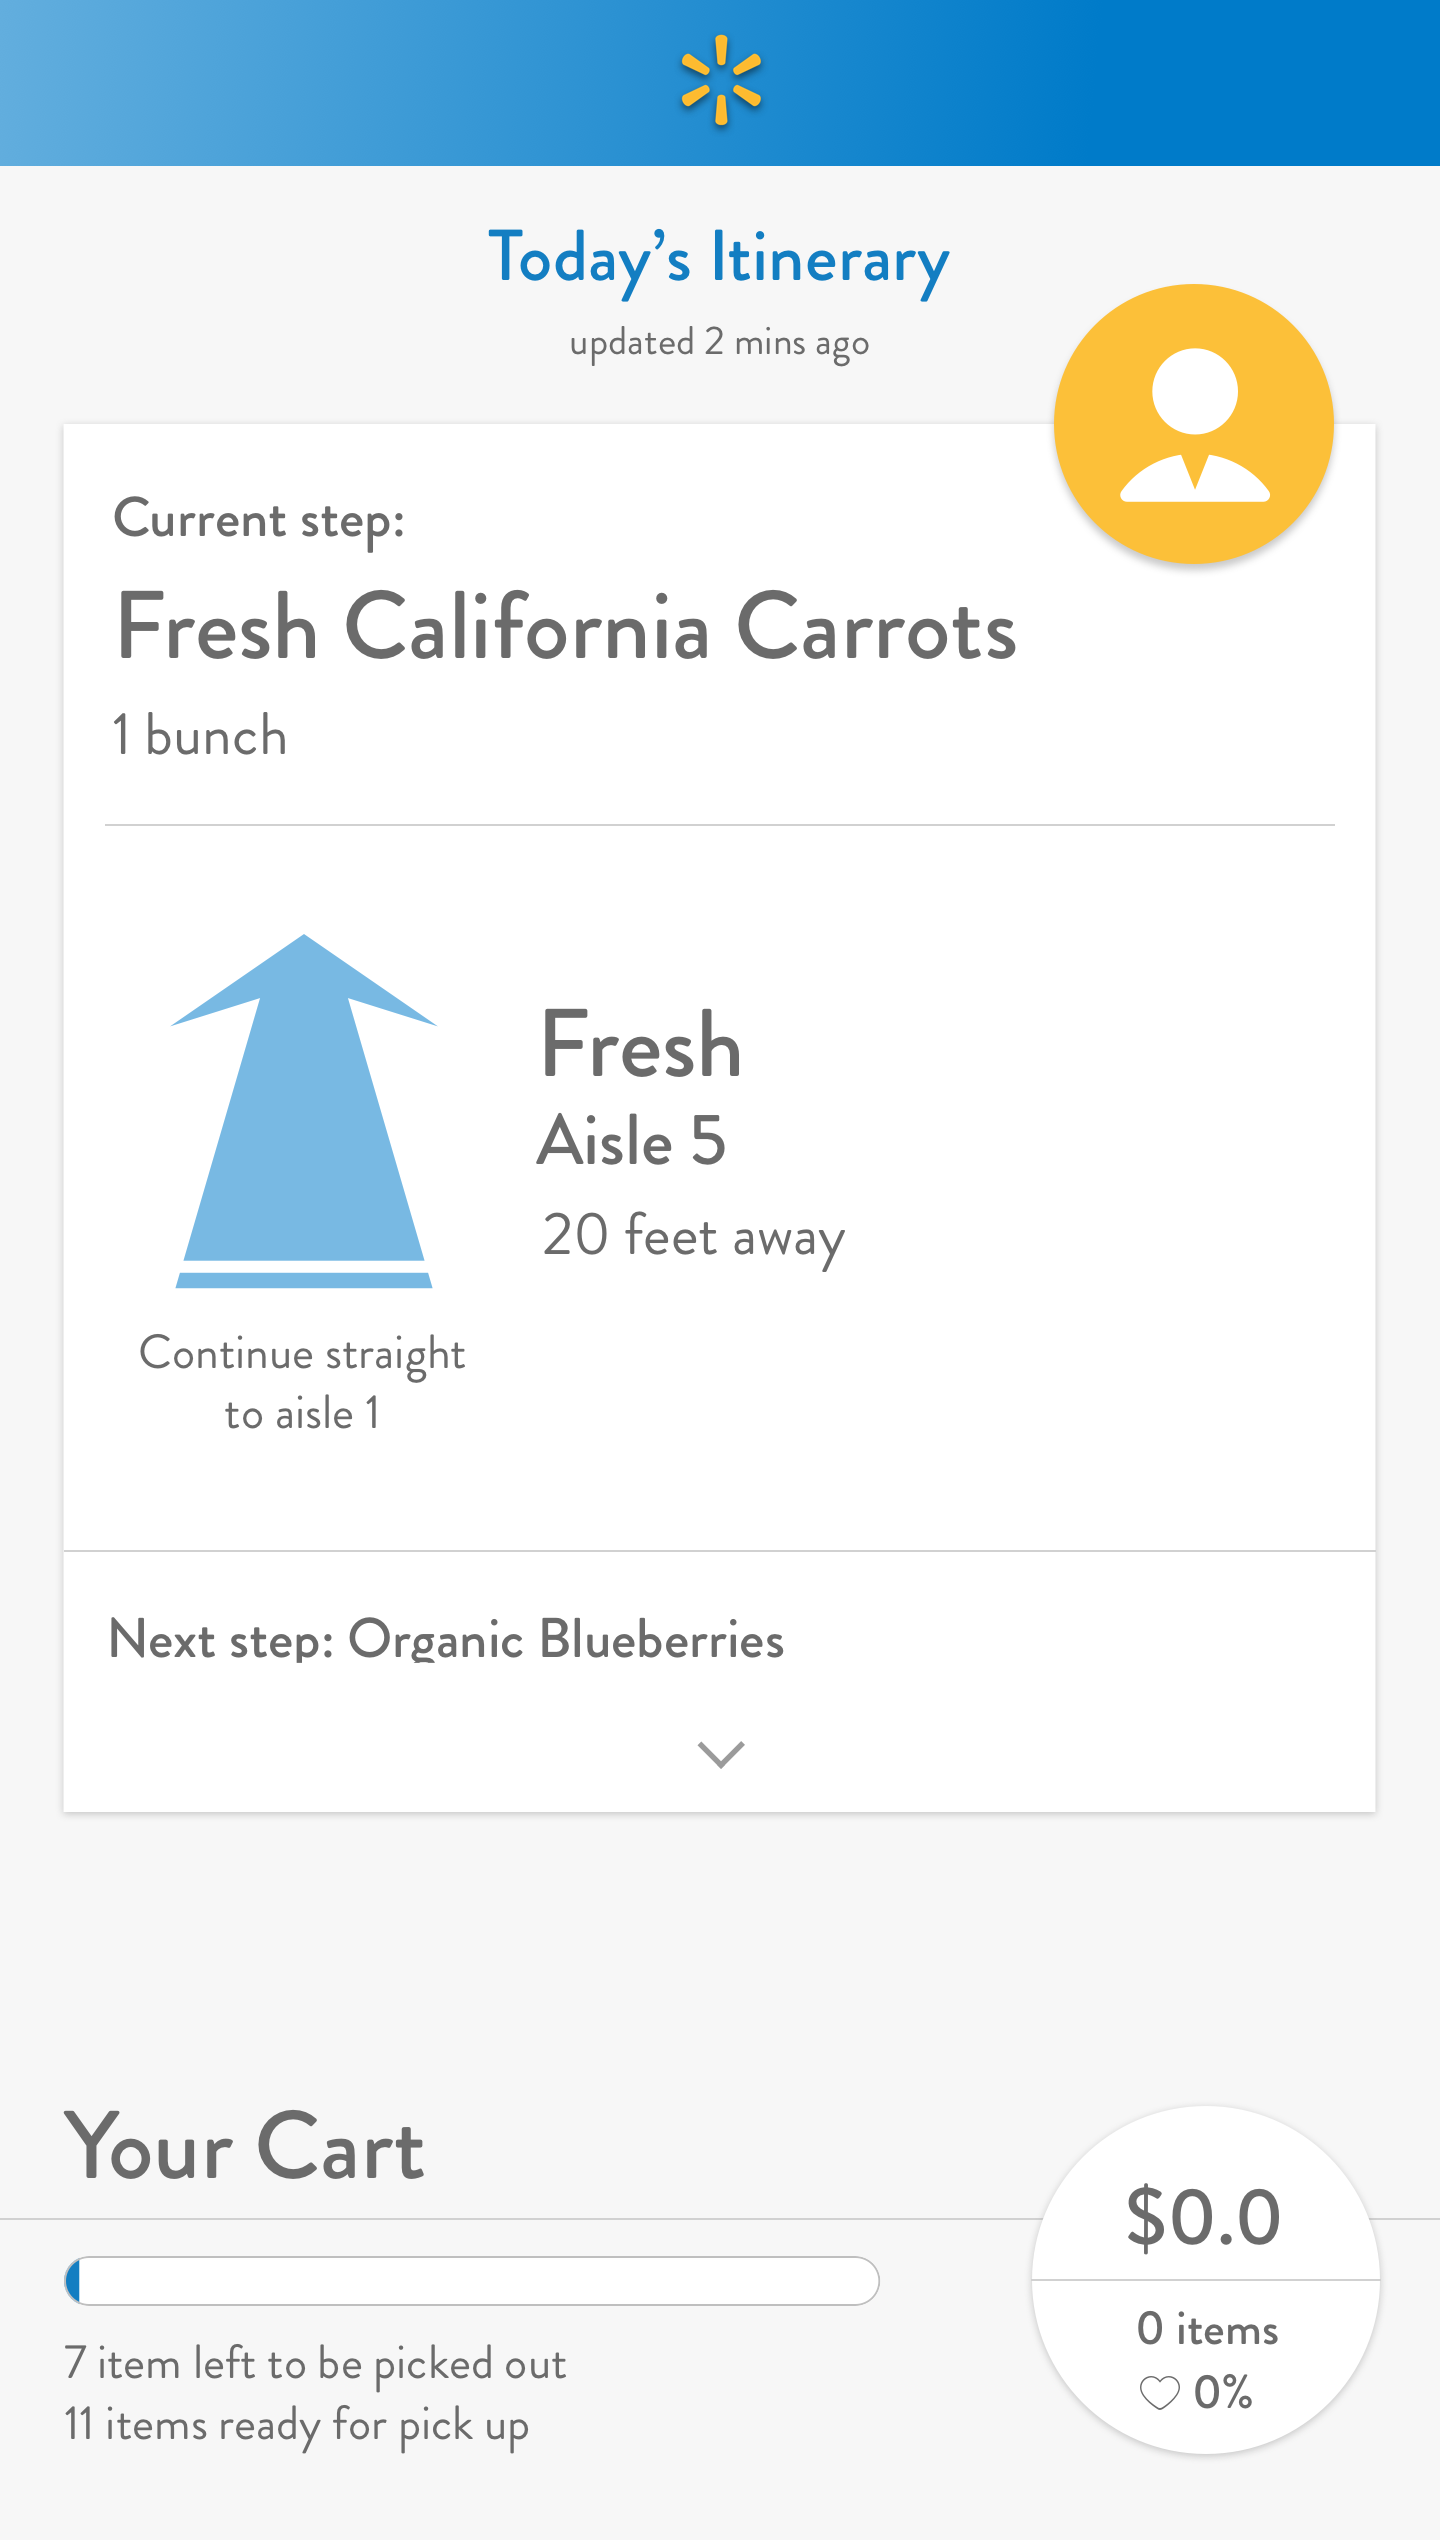 Today’s Itinerary
updated 2 mins ago
Current step:
Fresh California Carrots
1 bunch
Fresh
Aisle 5
20 feet away
Continue straight
to aisle 1
Next step: Organic Blueberries
Your Cart
$0.0
0 items
0%
7 item left to be picked out
11 items ready for pick up